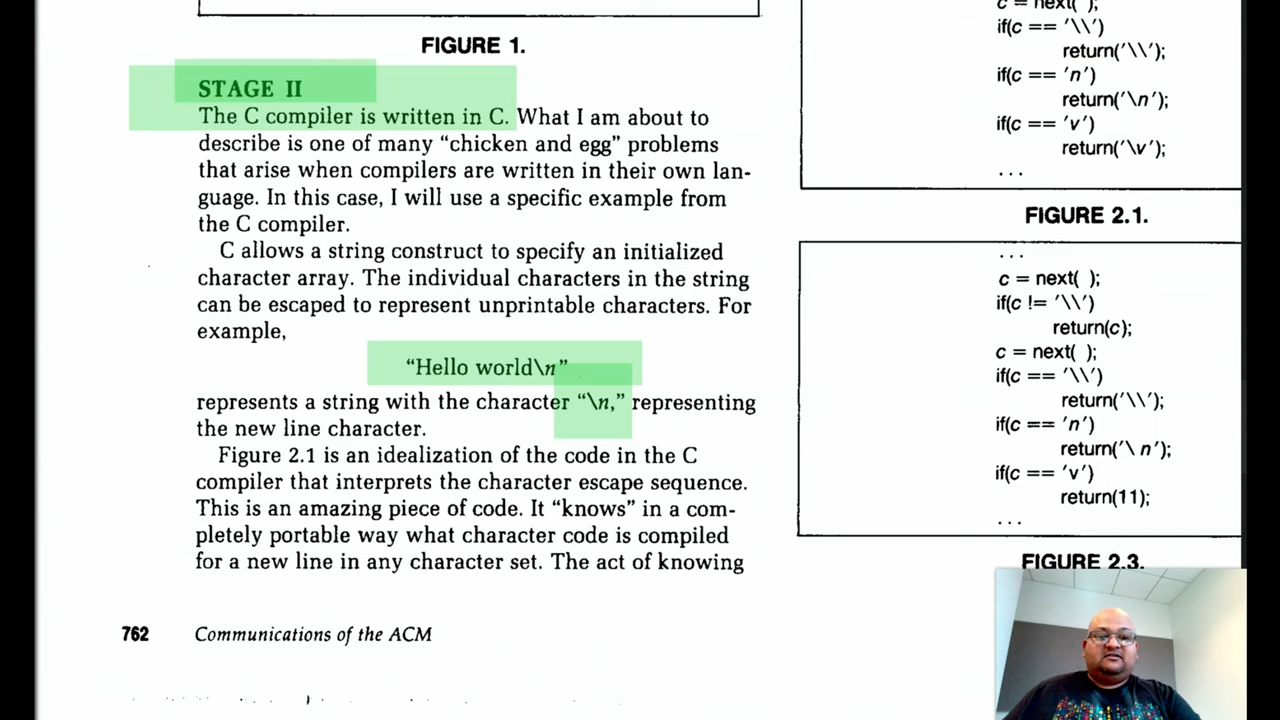 FIGURE 1.
STAGE II
The C compiler is written in C. What I am about to
describe is one of many “chicken and egg” problems
that arise when compilers are written in their own lan-
guage. In this case, I will use a specific example from
the C compiler.
C allows a string construct to specify an initialized
character array. The individual characters in the string
can be escaped to represent unprintable characters. For
example,
“Hello world\n”
represents a string with the character “\n,” representing
the new line character.
Figure 2.1 is an idealization of the code in the C
compiler that interprets the character escape sequence.
This is an amazing piece of code. It “knows” in a com-
pletely portable way what character code is compiled
for a new line in any character set. The act of knowing
762 Communications of the ACM
c = next( );
if(c == '\\')
return('\\');
if(c == 'n')
return('\n');
if(c == 'v')
return('\v');
...
FIGURE 2.1.
...
c = next( );
if(c != '\\')
return(c);
c = next( );
if(c == '\\')
return('\\');
if(c == 'n')
return('\ n');
if(c == 'v')
return(11);
...
FIGURE 2.3.